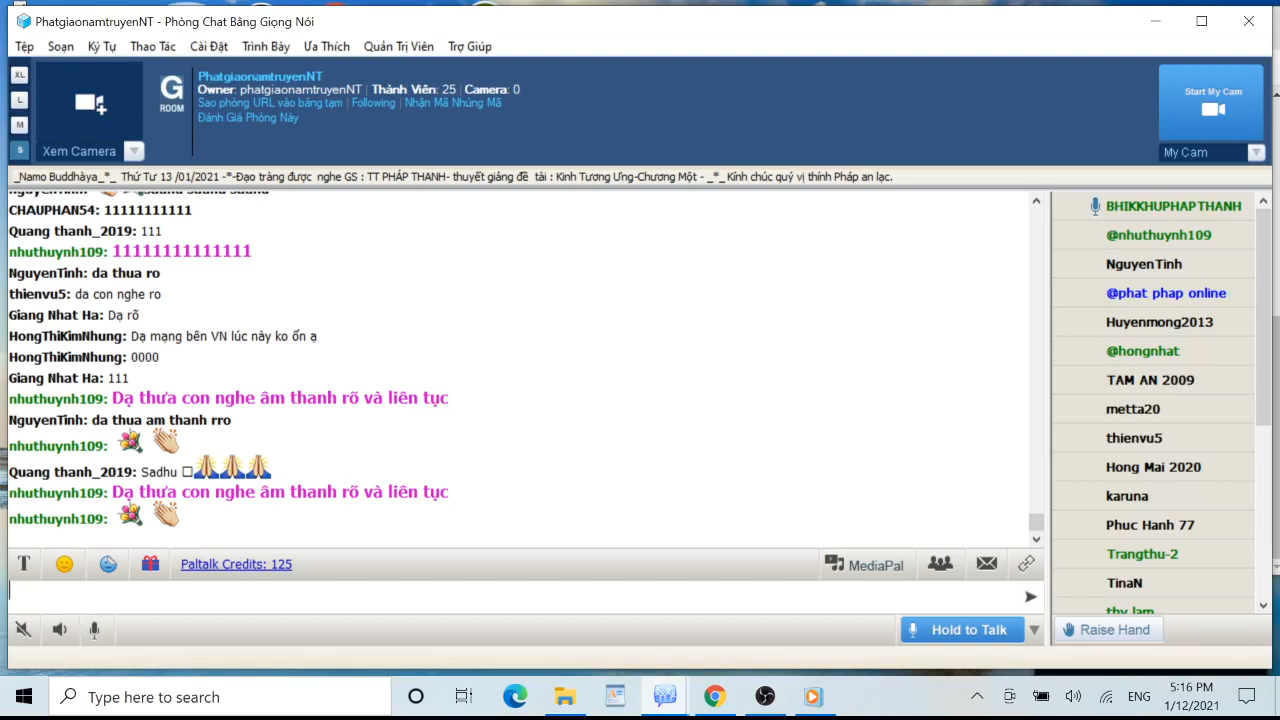 PhatgiaonamtruyenNT - Phòng Chat Bằng Giọng Nói
Tệp Soạn Ký Tự Thao Tác Cài Đặt Trình Bày Ưa Thích Quản Trị Viên Trợ Giúp
XL
L
M
S
Xem Camera
G
ROOM
PhatgiaonamtruyenNT
Owner: phatgiaonamtruyenNT | Thành Viên: 25 | Camera: 0
Sao phòng URL vào bảng tạm | Following | Nhận Mã Nhúng Mã
Đánh Giá Phòng Này
Start My Cam
My Cam
_Namo Buddhàya_*_ Thứ Tư 13 /01/2021 -*-Đạo tràng được nghe GS : TT PHÁP THANH- thuyết giảng đề tài : Kinh Tương Ưng-Chương Một - _*_Kính chúc quý vị thính Pháp an lạc.
CHAUPHAN54: 11111111111
Quang thanh_2019: 111
nhuthuynh109: 11111111111111
NguyenTinh: da thua ro
thienvu5: da con nghe ro
Giang Nhat Ha: Dạ rõ
HongThiKimNhung: Dạ mạng bên VN lúc này ko ổn ạ
HongThiKimNhung: 0000
Giang Nhat Ha: 111
nhuthuynh109: Dạ thưa con nghe âm thanh rõ và liên tục
NguyenTinh: da thua am thanh rro
nhuthuynh109:
Quang thanh_2019: Sadhu
nhuthuynh109: Dạ thưa con nghe âm thanh rõ và liên tục
nhuthuynh109:
BHIKKHUPHAPTHANH
@nhuthuynh109
NguyenTinh
@phat phap online
Huyenmong2013
@hongnhat
TAM AN 2009
metta20
thienvu5
Hong Mai 2020
karuna
Phuc Hanh 77
Trangthu-2
TinaN
thy lam
T
Paltalk Credits: 125
MediaPal
Hold to Talk
Raise Hand
Type here to search
ENG
5:16 PM
1/12/2021